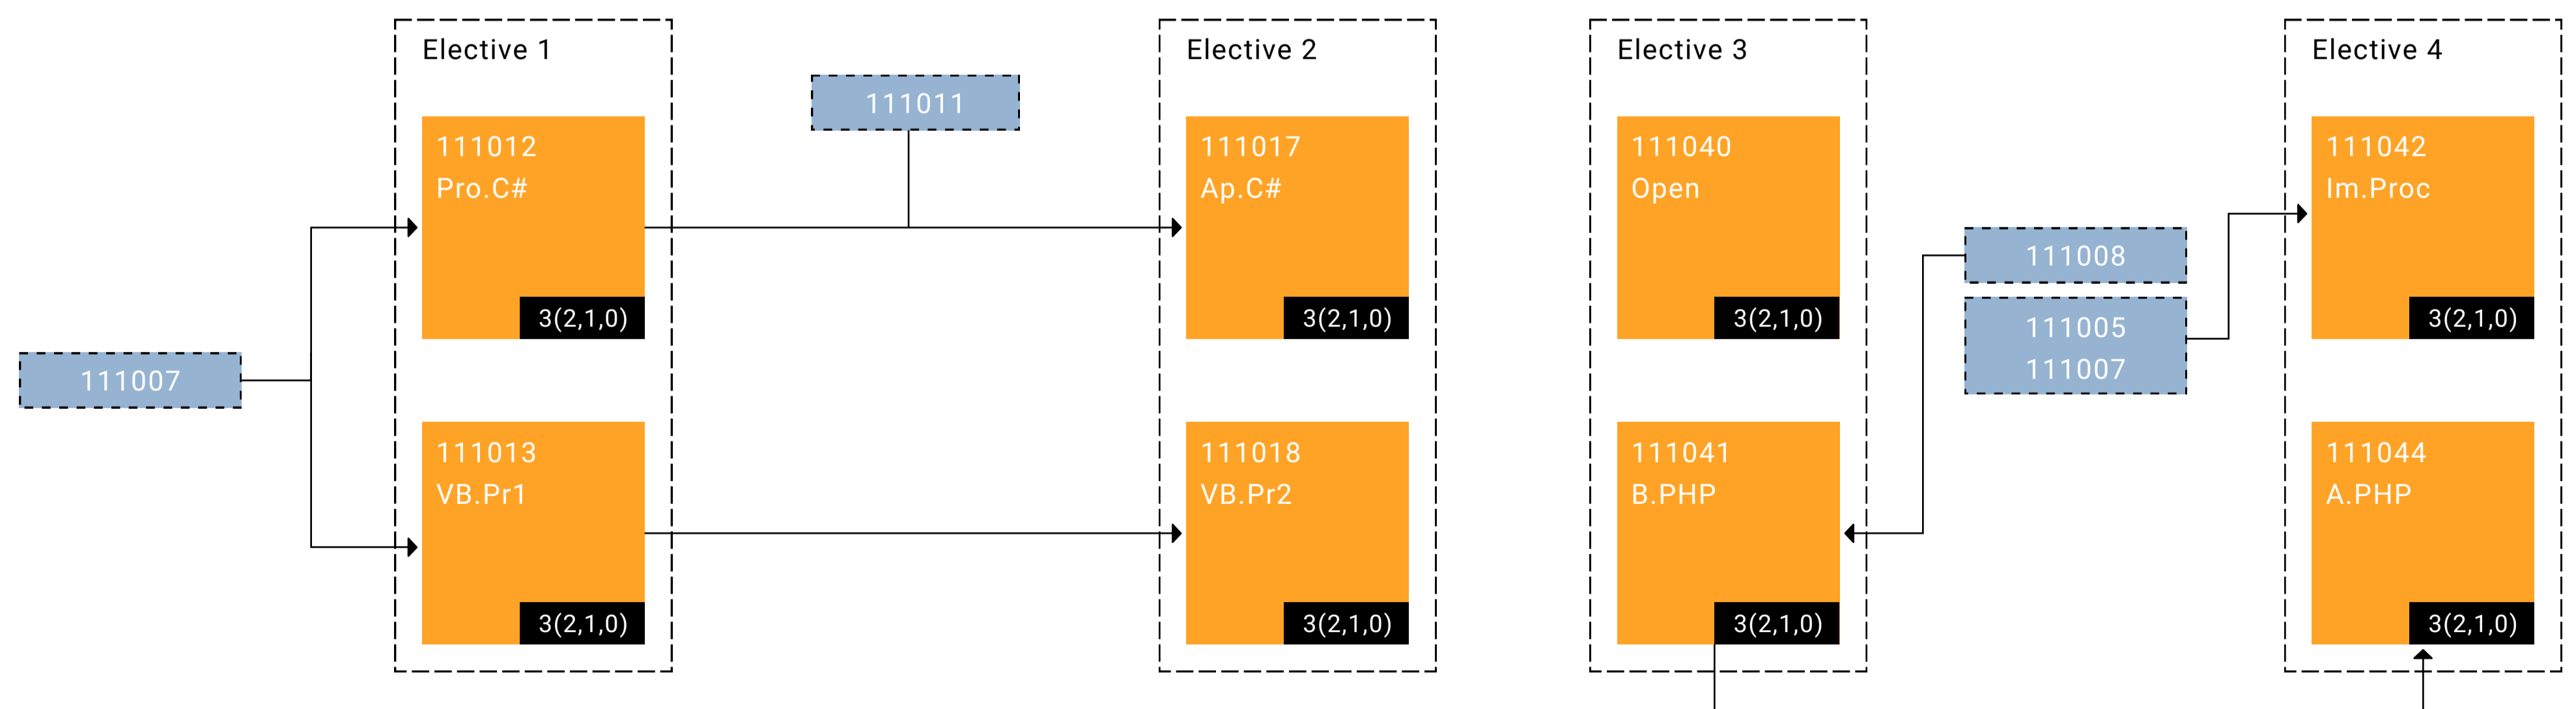 Elective 1
111012
Pro.C#
3(2,1,0)
111007
111013
VB.Pr1
3(2,1,0)
111011
Elective 2
111017
Ap.C#
3(2,1,0)
111018
VB.Pr2
3(2,1,0)
Elective 3
111040
Open
3(2,1,0)
111041
B.PHP
3(2,1,0)
111008
111005
111007
Elective 4
111042
Im.Proc
3(2,1,0)
111044
A.PHP
3(2,1,0)